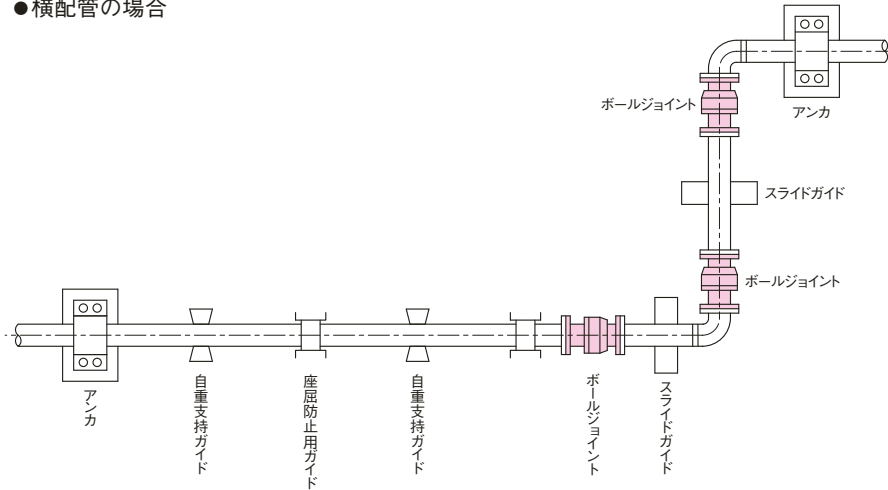 ●横配管の場合
ボールジョイント
アンカ
スライドガイド
ボールジョイント
アンカ
自重支持ガイド
座屈防止用ガイド
自重支持ガイド
ボールジョイント
スライドガイド